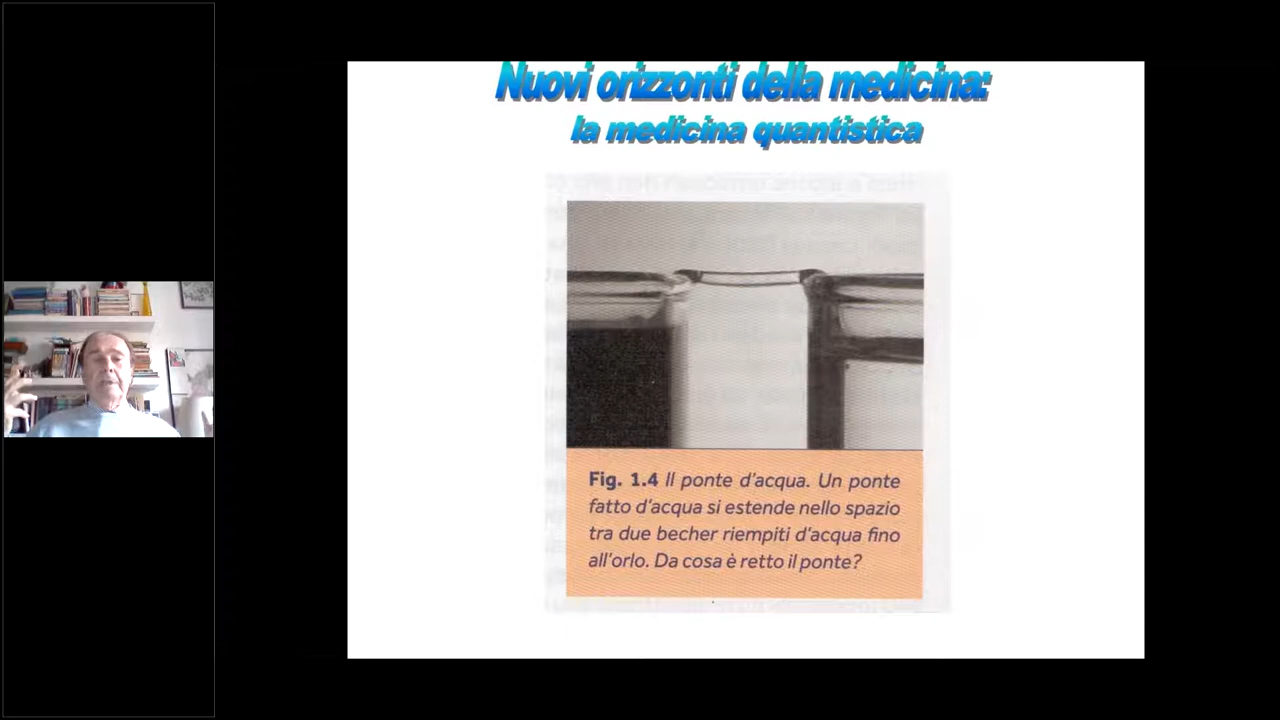 Nuovi orizzonti della medicina:
la medicina quantistica
Fig. 1.4 Il ponte d'acqua. Un ponte
fatto d'acqua si estende nello spazio
tra due becher riempiti d'acqua fino
all'orlo. Da cosa è retto il ponte?